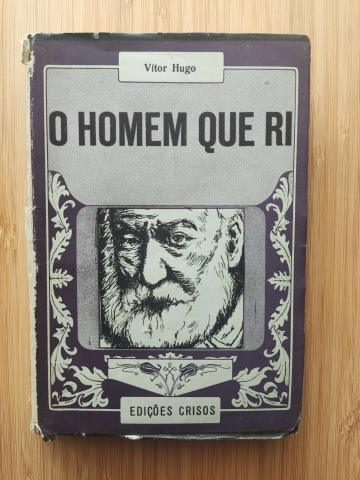 Vítor Hugo
O HOMEM QUE RI
EDIÇÕES CRISOS